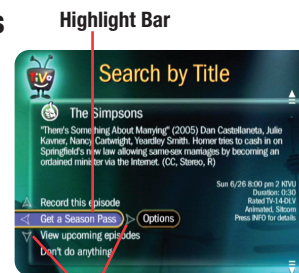 s
Highlight Bar
TiVo
Search by Title
The Simpsons
"There's Something About Marrying" (2005) Dan Castellaneta, Julie
Kavner, Nancy Cartwright, Yeardley Smith. Homer tries to cash in on
Springfield's new law allowing same-sex marriages by becoming an
ordained minister via the Internet. (CC, Stereo, R)
Sun 6/26 8:00 pm 2 KTVU
Duration: 0:30
Rated TV-14-DLV
Animated, Sitcom
Press INFO for details
Record this episode
Get a Season Pass
Options
View upcoming episodes
Don't do anything